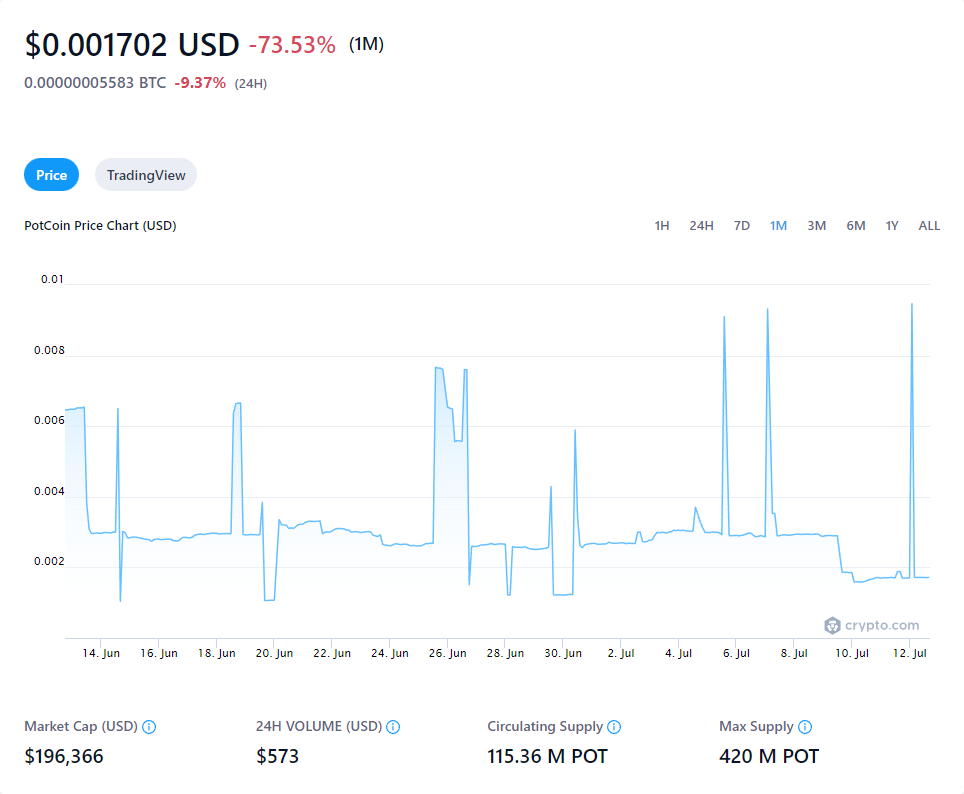 $0.001702 USD -73.53% (1M)
0.00000005583 BTC -9.37% (24H)
Price TradingView
PotCoin Price Chart (USD) 1H 24H 7D 1M 3M 6M 1Y ALL
0.01
0.008
0.006
0.004
0.002
crypto.com
14. Jun 16. Jun 18. Jun 20. Jun 22. Jun 24. Jun 26. Jun 28. Jun 30. Jun 2. Jul 4. Jul 6. Jul 8. Jul 10. Jul 12. Jul
Market Cap (USD) 24H VOLUME (USD) Circulating Supply Max Supply
$196,366 $573 115.36 M POT 420 M POT